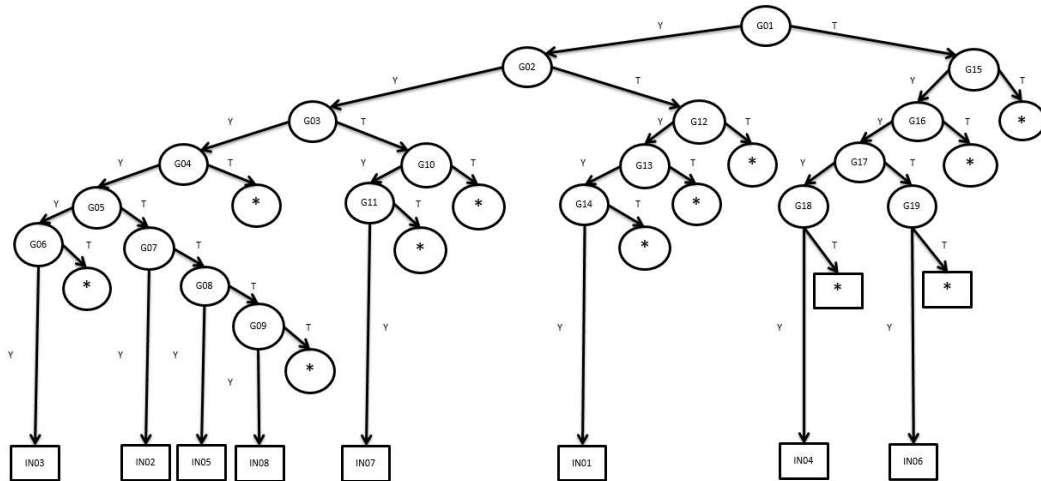 G01
Y T
G02 G15
Y T Y T
G03 G12 G16 *
Y T Y T Y T
G04 G10 G13 * G17 *
Y T Y T Y T Y T
G05 * G11 * G14 * G18 G19
Y T Y T Y T T T
G06 G07 * * * *
T T
* G08
T
G09
Y Y Y Y T Y Y Y Y
*
IN03 IN02 IN05 IN08 IN07 IN01 IN04 IN06